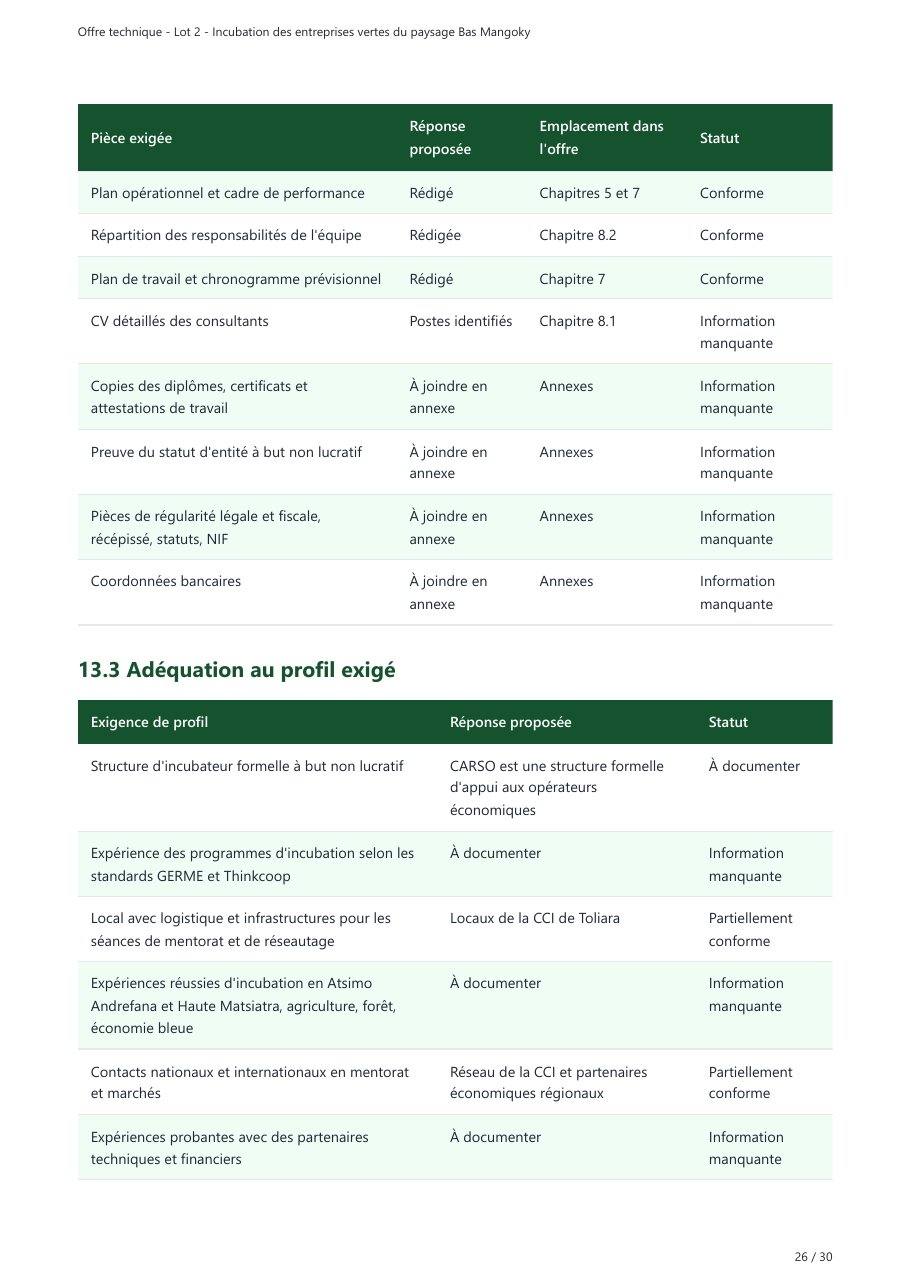 Offre technique - Lot 2 - Incubation des entreprises vertes du paysage Bas Mangoky
Pièce exigée
Réponse
proposée
Emplacement dans
l'offre
Statut
Plan opérationnel et cadre de performance
Rédigé
Chapitres 5 et 7
Conforme
Répartition des responsabilités de l'équipe
Rédigée
Chapitre 8.2
Conforme
Plan de travail et chronogramme prévisionnel
Rédigé
Chapitre 7
Conforme
CV détaillés des consultants
Postes identifiés
Chapitre 8.1
Information
manquante
Copies des diplômes, certificats et
attestations de travail
À joindre en
annexe
Annexes
Information
manquante
Preuve du statut d'entité à but non lucratif
À joindre en
annexe
Annexes
Information
manquante
Pièces de régularité légale et fiscale,
récépissé, statuts, NIF
À joindre en
annexe
Annexes
Information
manquante
Coordonnées bancaires
À joindre en
annexe
Annexes
Information
manquante
13.3 Adéquation au profil exigé
Exigence de profil
Réponse proposée
Statut
Structure d'incubateur formelle à but non lucratif
CARSO est une structure formelle
d'appui aux opérateurs
économiques
À documenter
Expérience des programmes d'incubation selon les
standards GERME et Thinkcoop
À documenter
Information
manquante
Local avec logistique et infrastructures pour les
séances de mentorat et de réseautage
Locaux de la CCI de Toliara
Partiellement
conforme
Expériences réussies d'incubation en Atsimo
Andrefana et Haute Matsiatra, agriculture, forêt,
économie bleue
À documenter
Information
manquante
Contacts nationaux et internationaux en mentorat
et marchés
Réseau de la CCI et partenaires
économiques régionaux
Partiellement
conforme
Expériences probantes avec des partenaires
techniques et financiers
À documenter
Information
manquante
26 / 30